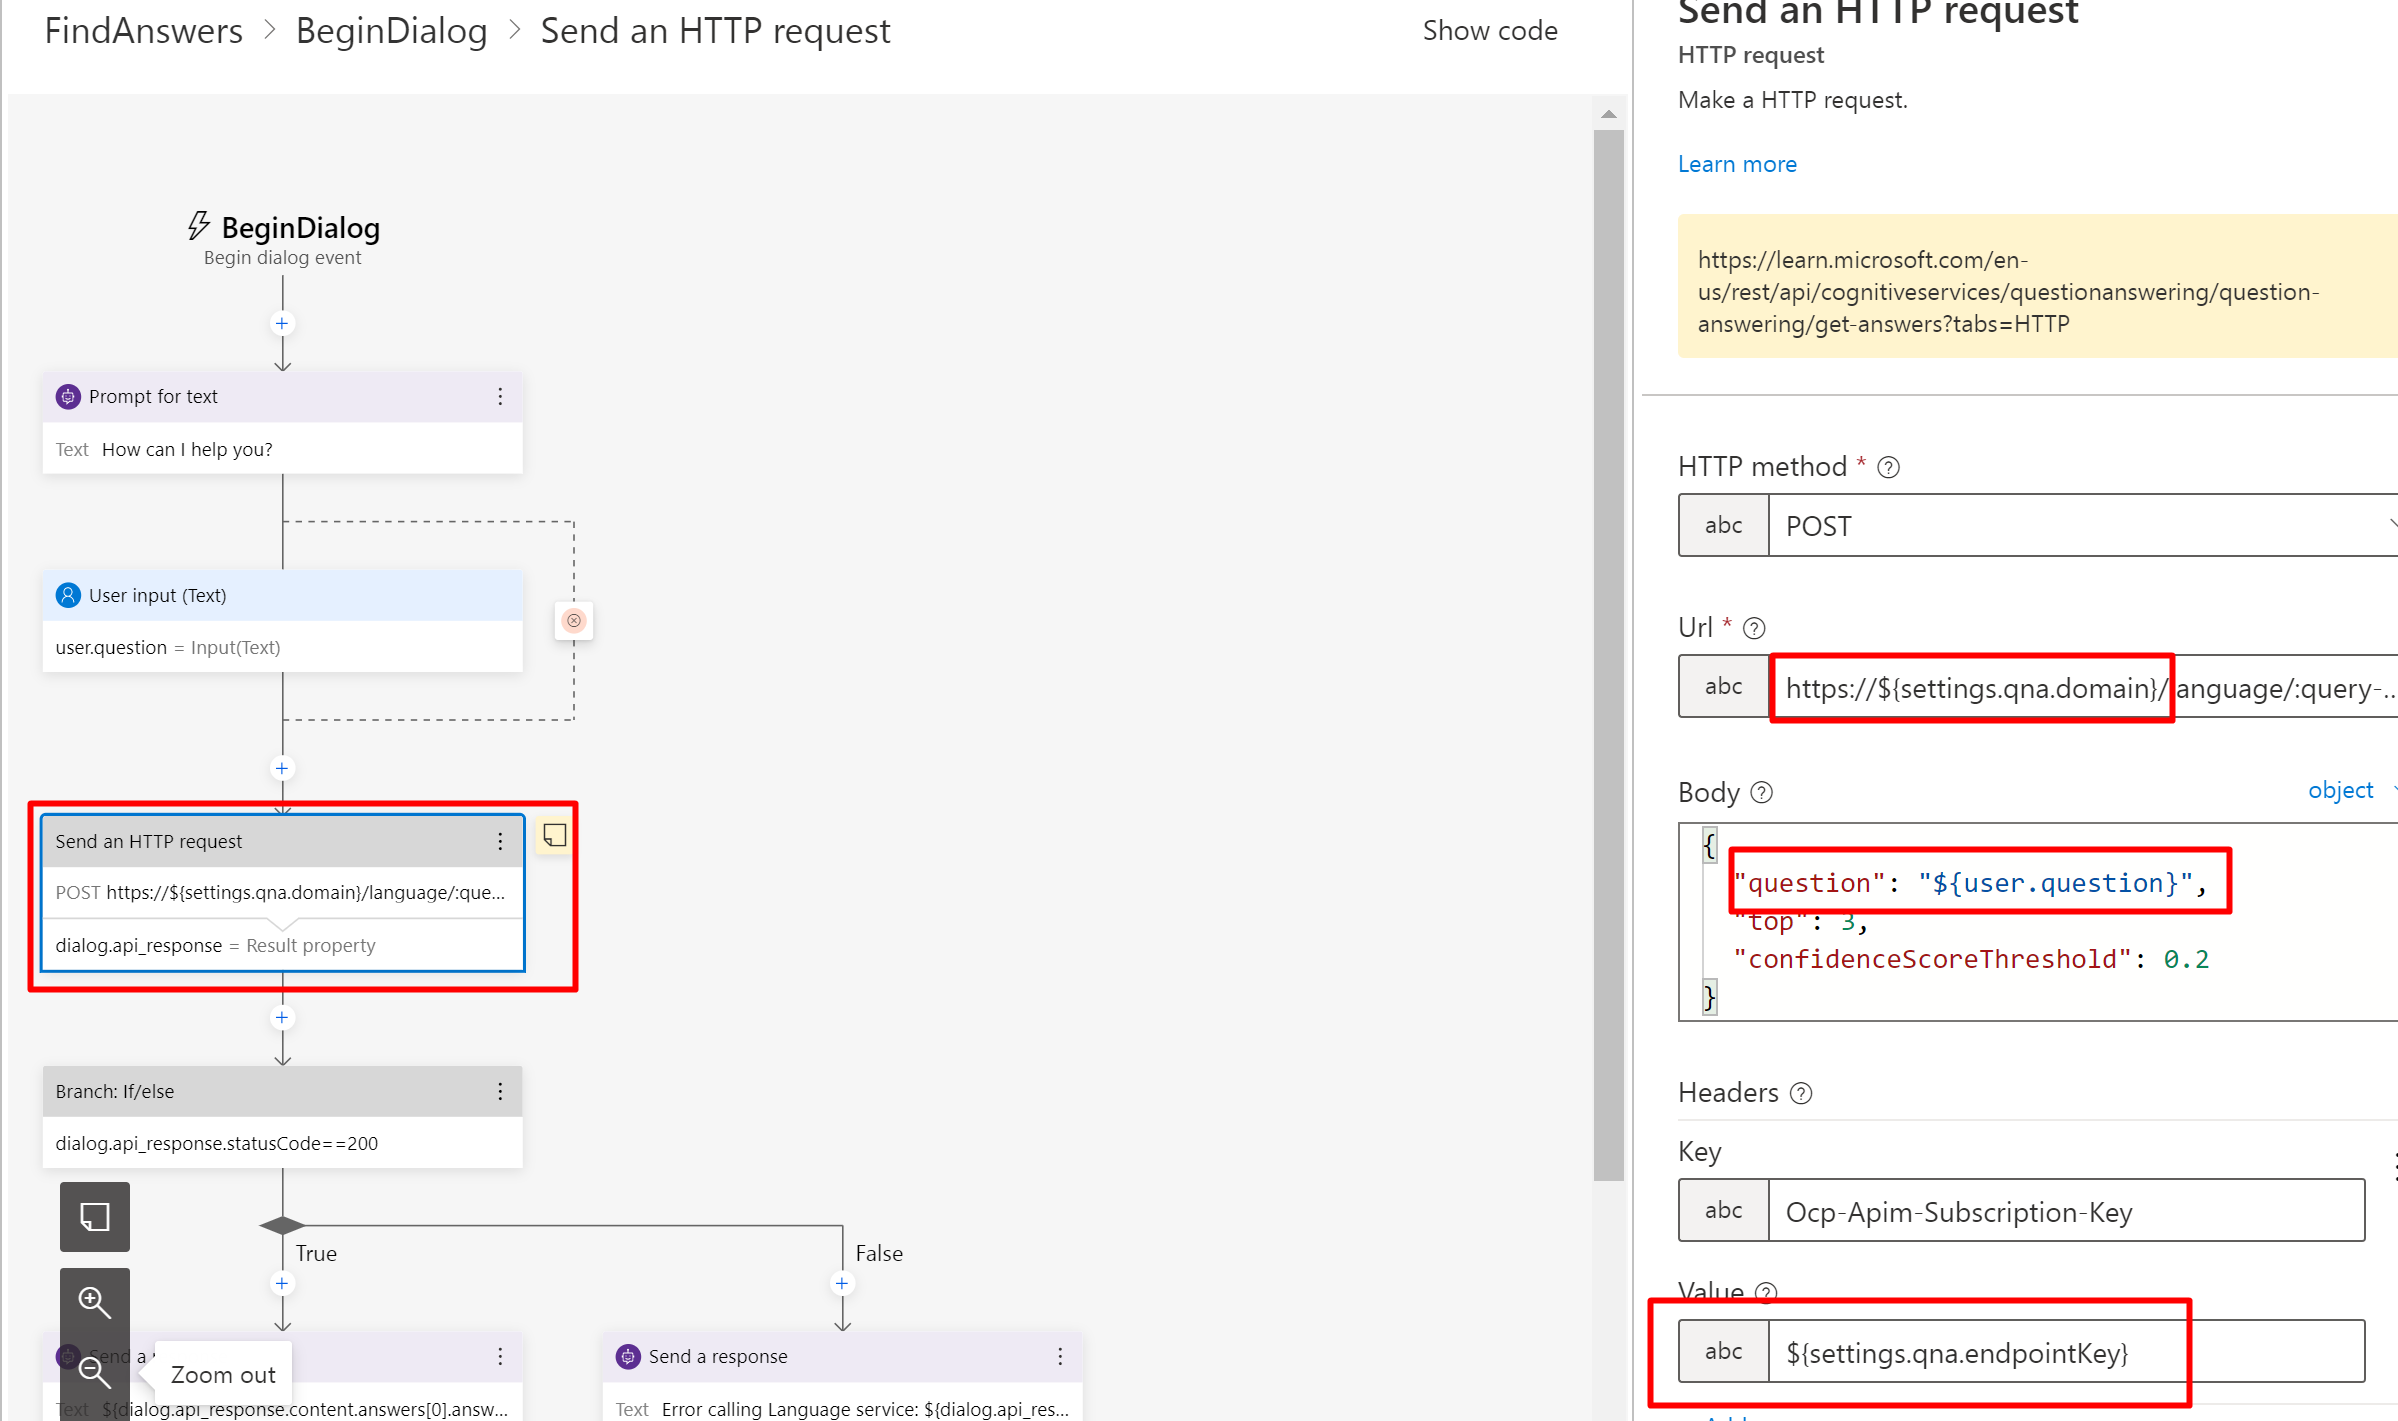 FindAnswers > BeginDialog > Send an HTTP request
Show code
BeginDialog
Begin dialog event
Prompt for text
Text How can I help you?
User input (Text)
user.question = Input(Text)
Send an HTTP request
POST https://${settings.qna.domain}/language/:que...
dialog.api_response = Result property
Branch: If/else
dialog.api_response.statusCode==200
True
False
Send a
Zoom out
Text ${dialog.api_response.content.answers[0].answ...
Send a response
Text Error calling Language service: ${dialog.api_res...
Send an HTTP request
HTTP request
Make a HTTP request.
Learn more
https://learn.microsoft.com/en-
us/rest/api/cognitiveservices/questionanswering/question-
answering/get-answers?tabs=HTTP
HTTP method *
abc POST
Url *
abc https://${settings.qna.domain}/language/:query-...
Body
object
{
"question": "${user.question}",
"top": 3,
"confidenceScoreThreshold": 0.2
}
Headers
Key
abc Ocp-Apim-Subscription-Key
Value
abc ${settings.qna.endpointKey}